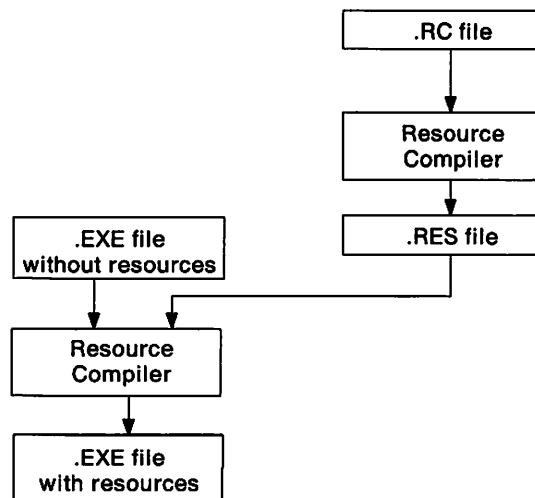 .RC file
Resource
Compiler
.RES file
.EXE file
without resources
Resource
Compiler
.EXE file
with resources